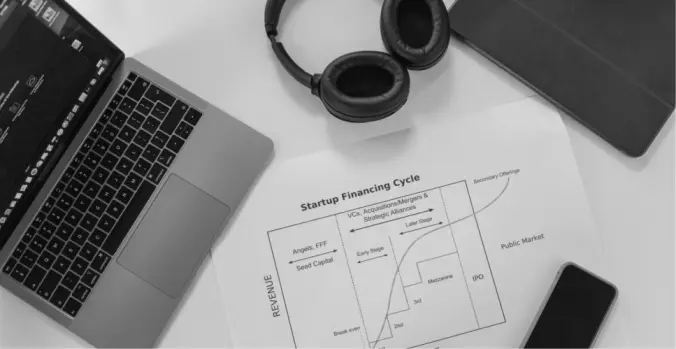 Startup Financing Cycle
Secondary Offerings
VCs, Acquisitions/Mergers &
Strategic Alliances
Angels, FFF
Seed Capital
Early Stage
Later Stage
Public Market
REVENUE
Mezzanine
IPO
3rd
2nd
Break-even